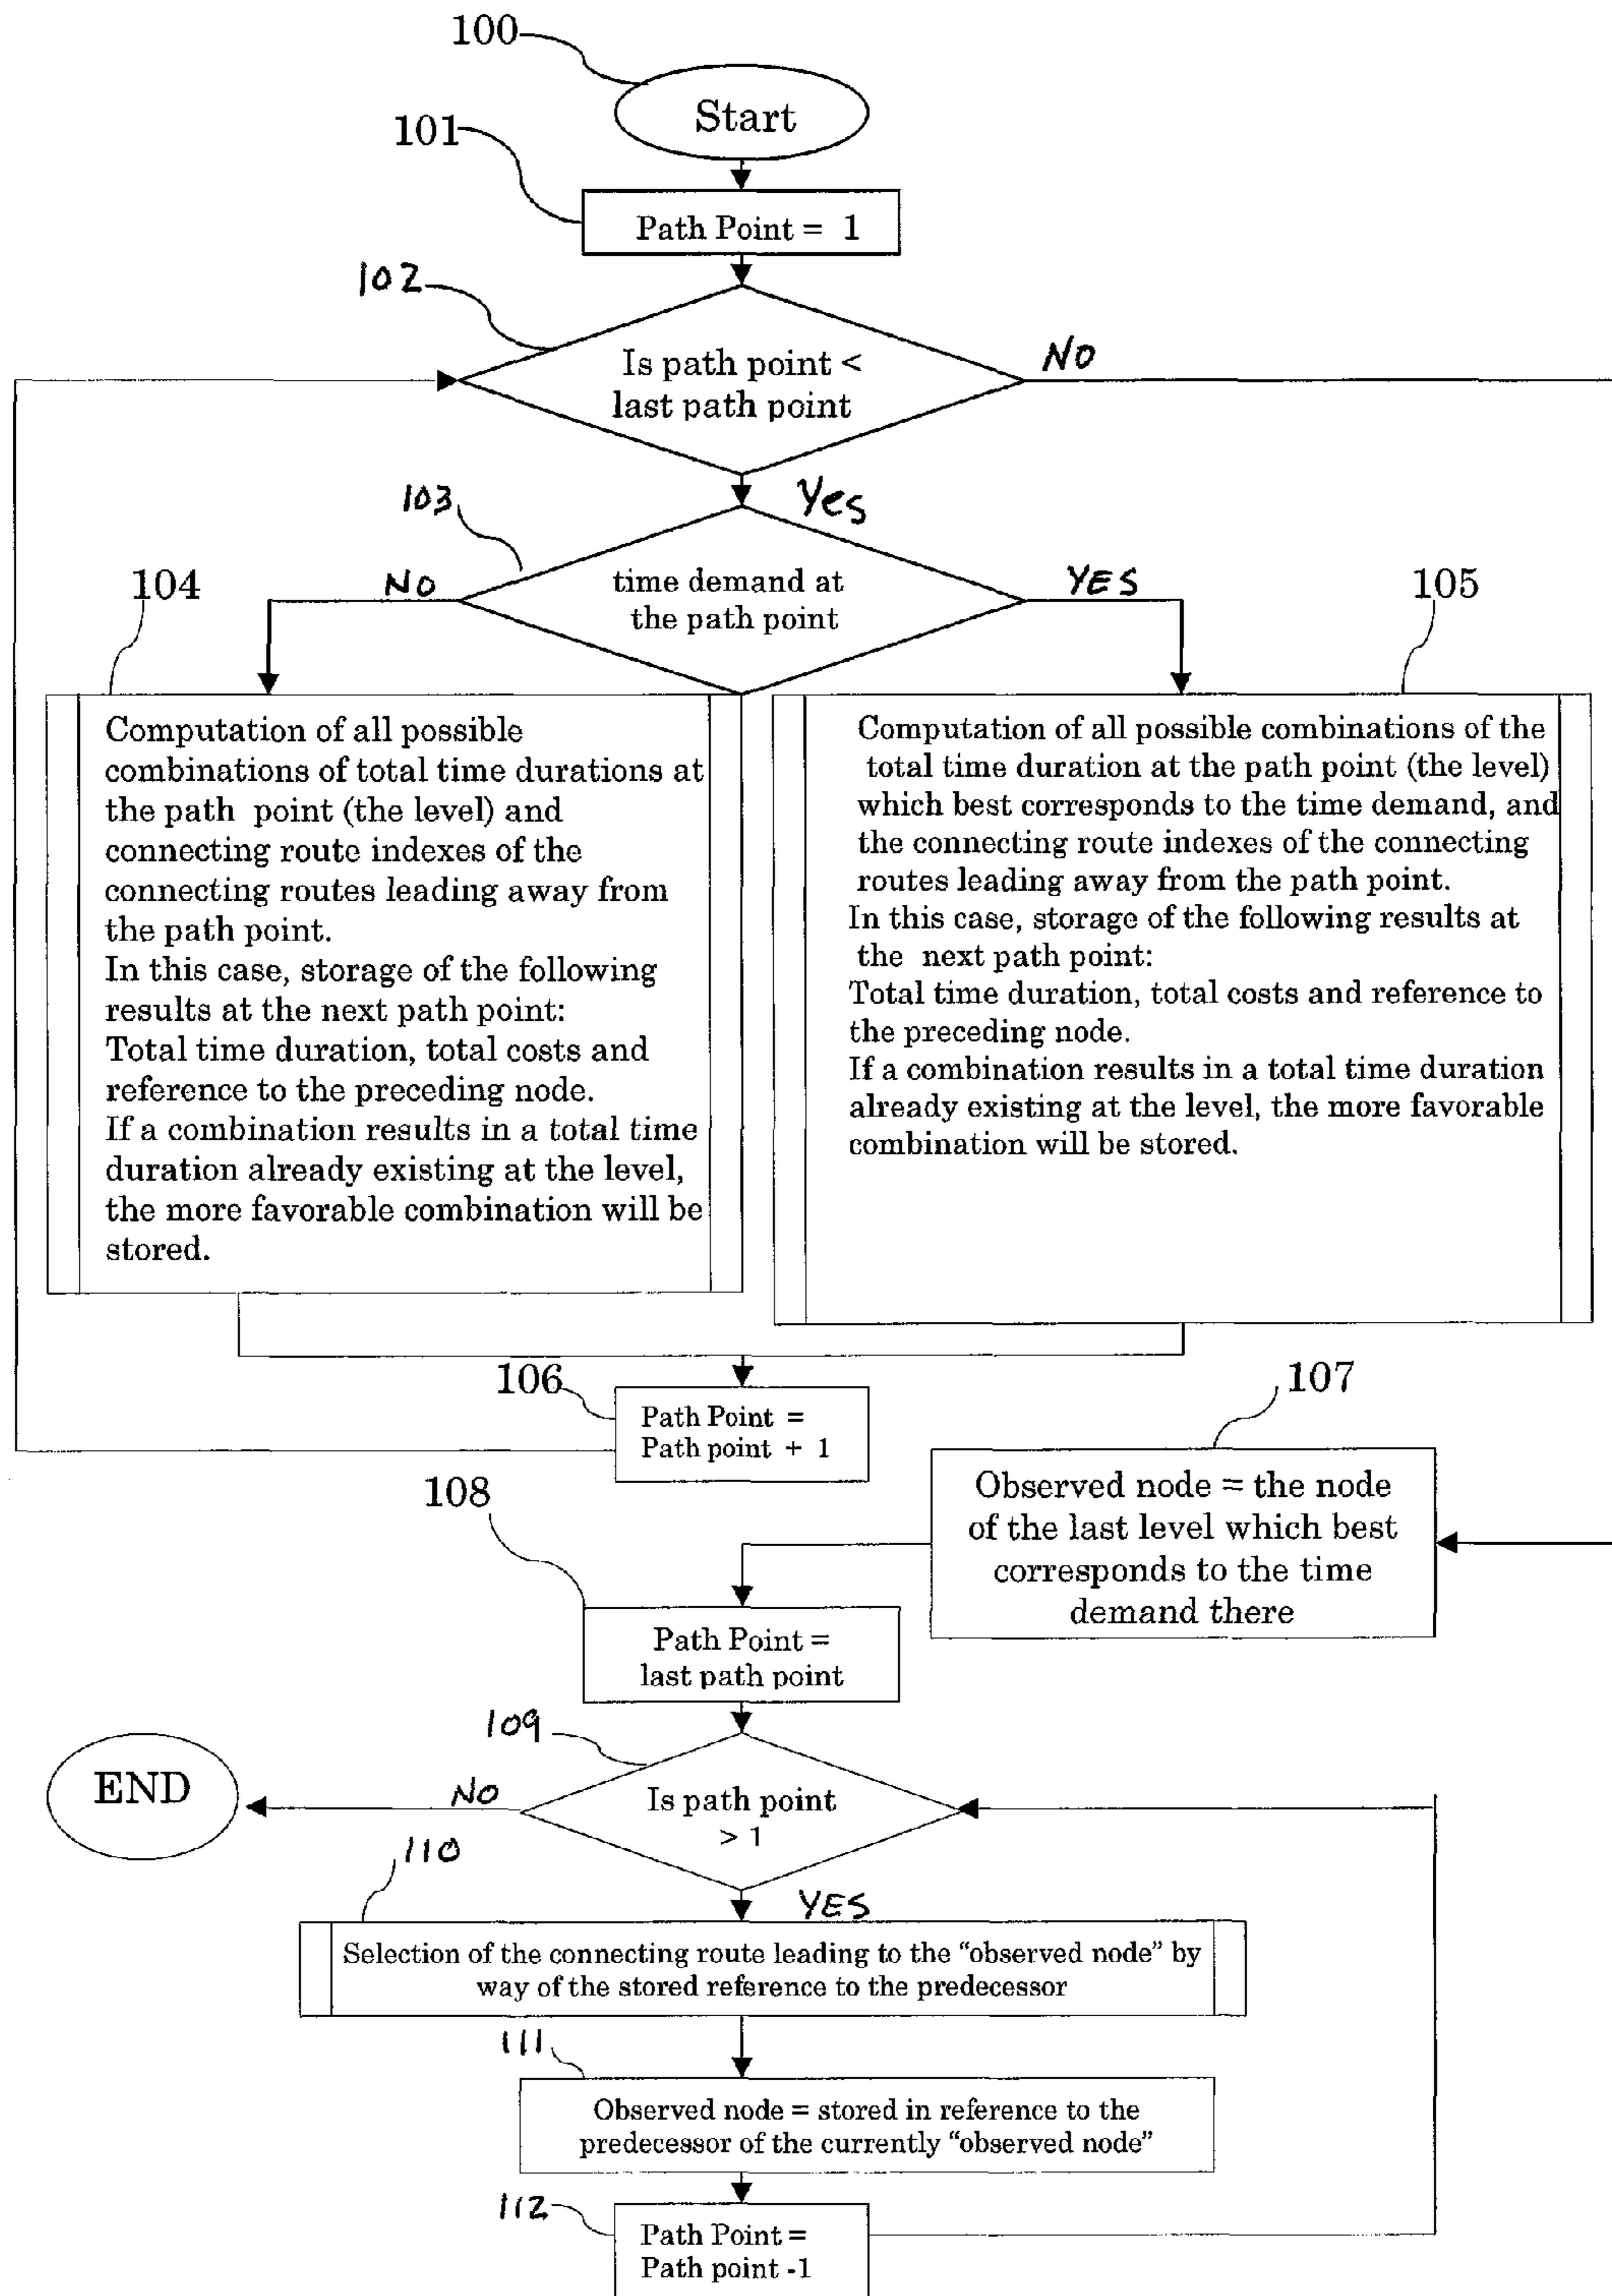 100
Start
101
Path Point = 1
102
Is path point <
last path point
NO
Yes
103
time demand at
the path point
NO
YES
104
Computation of all possible
combinations of total time durations at
the path point (the level) and
connecting route indexes of the
connecting routes leading away from
the path point.
In this case, storage of the following
results at the next path point:
Total time duration, total costs and
reference to the preceding node.
If a combination results in a total time
duration already existing at the level,
the more favorable combination will be
stored.
105
Computation of all possible combinations of the
total time duration at the path point (the level)
which best corresponds to the time demand, and
the connecting route indexes of the connecting
routes leading away from the path point.
In this case, storage of the following results at
the next path point:
Total time duration, total costs and reference to
the preceding node.
If a combination results in a total time duration
already existing at the level, the more favorable
combination will be stored.
106
Path Point =
Path point + 1
107
Observed node = the node
of the last level which best
corresponds to the time
demand there
108
Path Point =
last path point
109
Is path point
> 1
NO
END
YES
110
Selection of the connecting route leading to the “observed node” by
way of the stored reference to the predecessor
111
Observed node = stored in reference to the
predecessor of the currently “observed node”
112
Path Point =
Path point -1